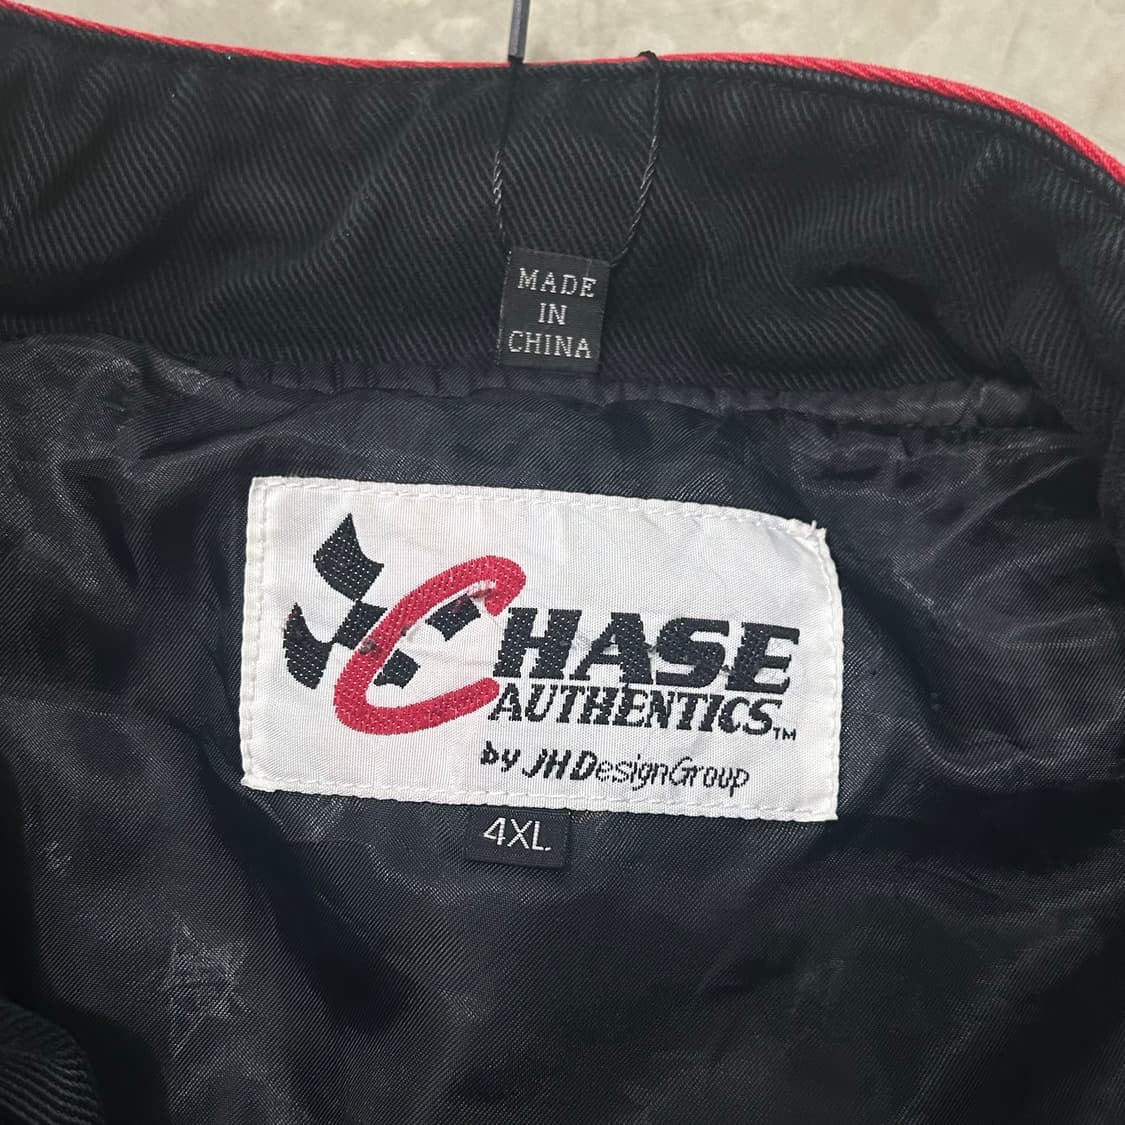 MADE
IN
CHINA
CHASE
AUTHENTICS™
by JH Design Group
4XL